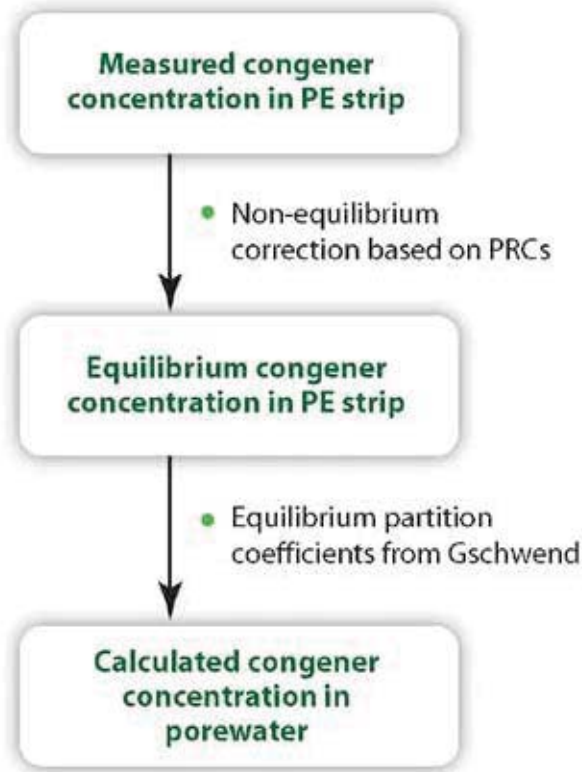 Measured congener
concentration in PE strip
Non-equilibrium
correction based on PRCs
Equilibrium congener
concentration in PE strip
Equilibrium partition
coefficients from Gschwend
Calculated congener
concentration in
porewater